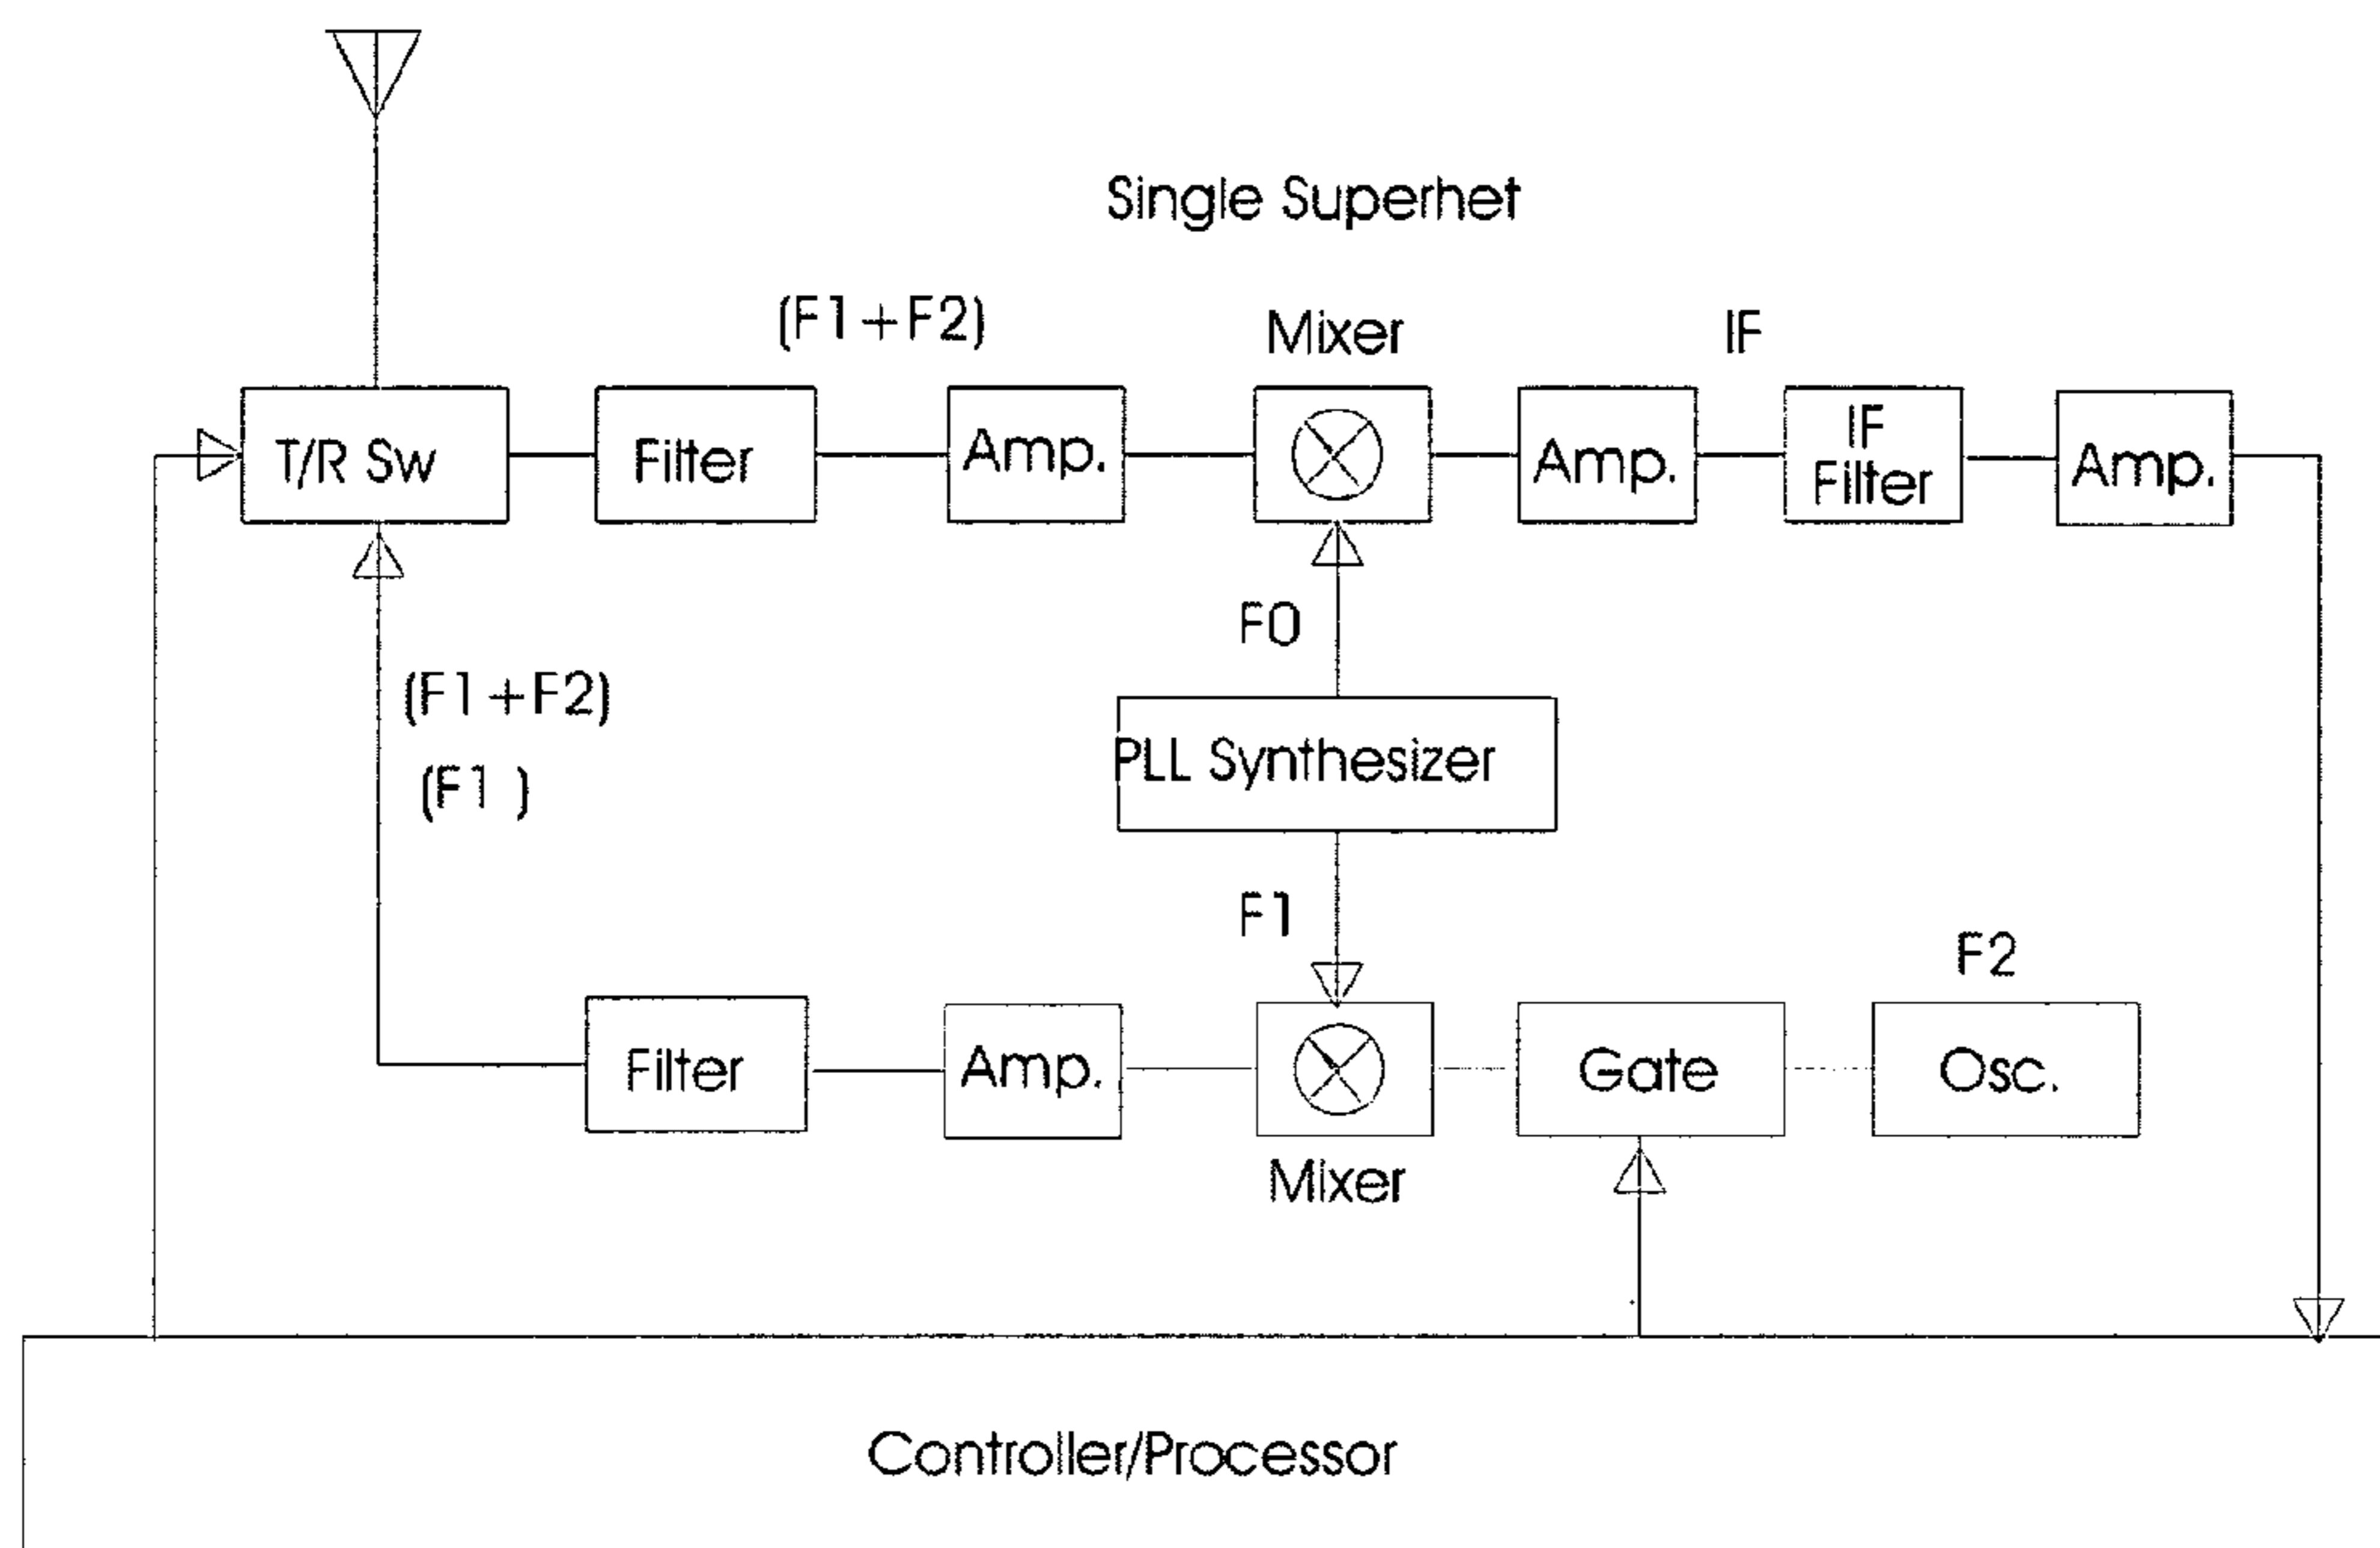 Single Superhet
(F1+F2)
Mixer
IF
T/R Sw
Filter
Amp.
Amp.
IF
Filter
Amp.
F0
(F1+F2)
(F1 )
PLL Synthesizer
F1
F2
Filter
Amp.
Gate
Osc.
Mixer
Controller/Processor